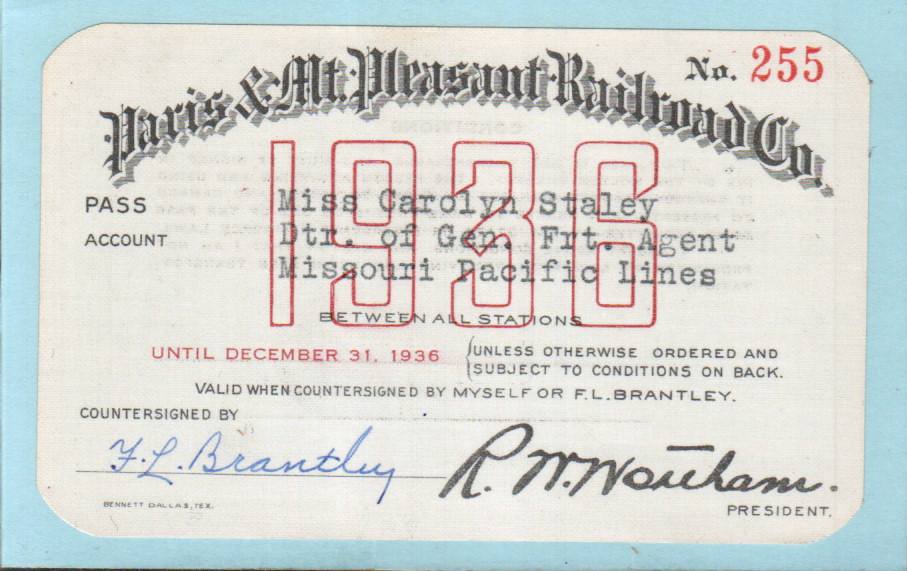 No. 255
Paris & Mt. Pleasant Railroad Co.
1936
PASS Miss Carolyn Staley
ACCOUNT Dtr. of Gen. Frt. Agent
Missouri Pacific Lines
BETWEEN ALL STATIONS
UNTIL DECEMBER 31, 1936 {UNLESS OTHERWISE ORDERED AND
SUBJECT TO CONDITIONS ON BACK.
VALID WHEN COUNTERSIGNED BY MYSELF OR F.L.BRANTLEY.
COUNTERSIGNED BY
F. L. Brantley R. W. Wortham.
BENNETT DALLAS, TEX. PRESIDENT.